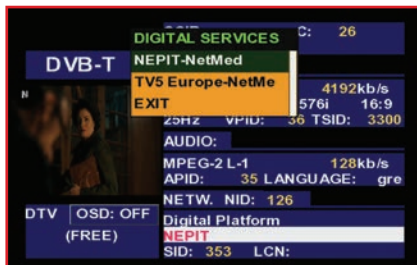 C: 26
DIGITAL SERVICES
DVB-T
NEPIT-NetMed
TV5 Europe-NetMe
4192kb/s
EXIT
576i 16:9
N
25Hz VPID: 36 TSID: 3300
AUDIO:
MPEG-2 L-1 128kb/s
APID: 35 LANGUAGE: gre
NETW. NID: 126
DTV OSD: OFF
Digital Platform
(FREE)
NEPIT
SID: 353 LCN: